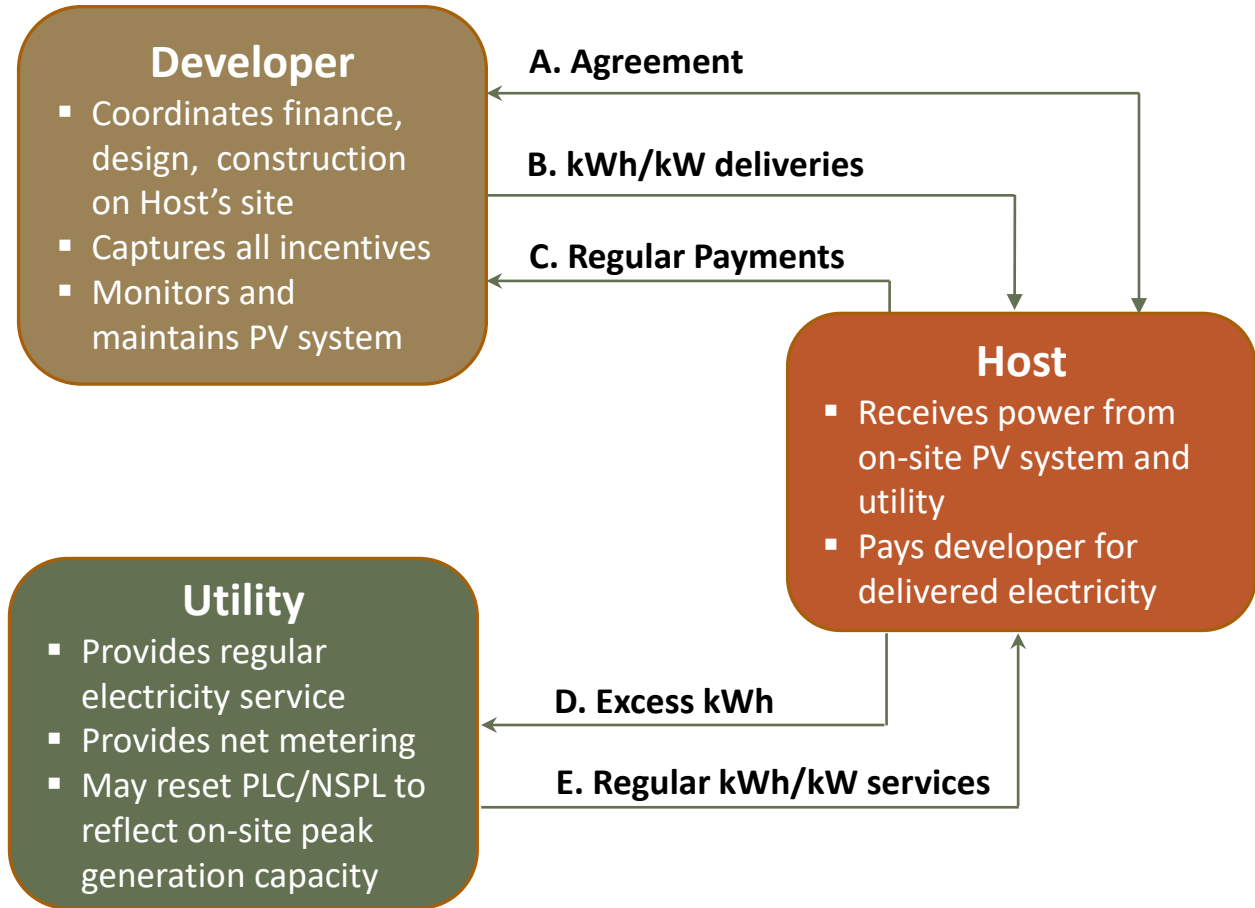 Developer
▪ Coordinates finance,
design,  construction
on Host’s site
▪ Captures all incentives
▪ Monitors and
maintains PV system
A. Agreement
B. kWh/kW deliveries
C. Regular Payments
Host
▪ Receives power from
on-site PV system and
utility
▪ Pays developer for
delivered electricity
Utility
▪ Provides regular
electricity service
▪ Provides net metering
▪ May reset PLC/NSPL to
reflect on-site peak
generation capacity
D. Excess kWh
E. Regular kWh/kW services